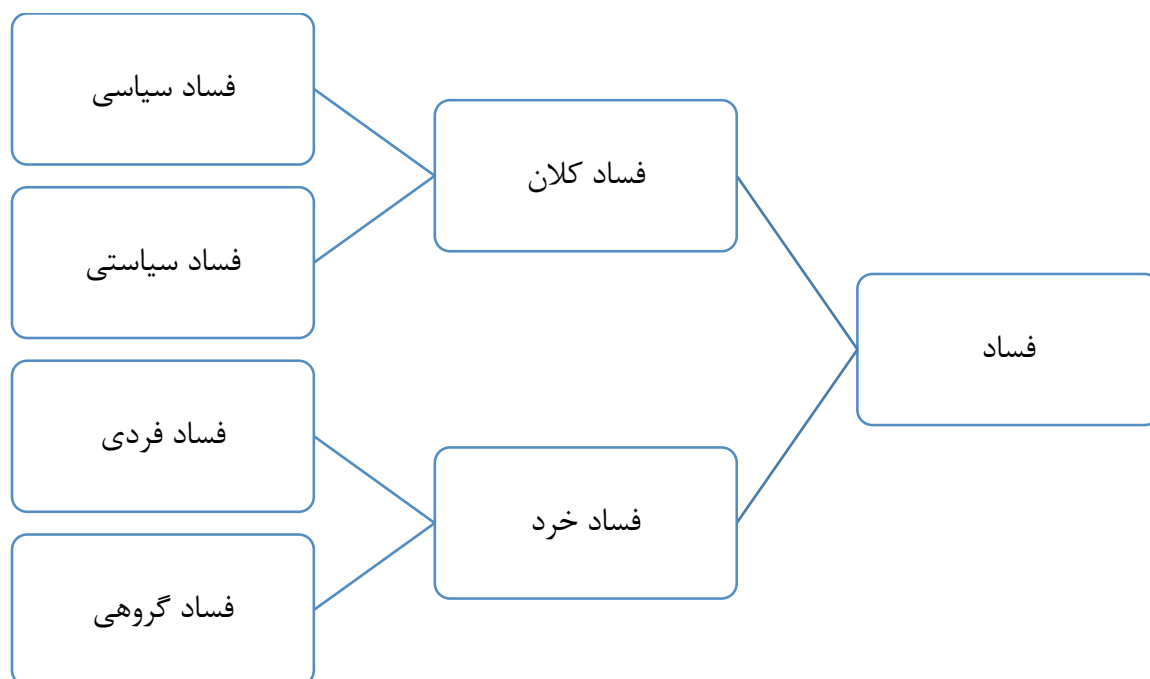 فساد
فساد کلان
فساد سیاسی
فساد سیاستی
فساد خرد
فساد فردی
فساد گروهی